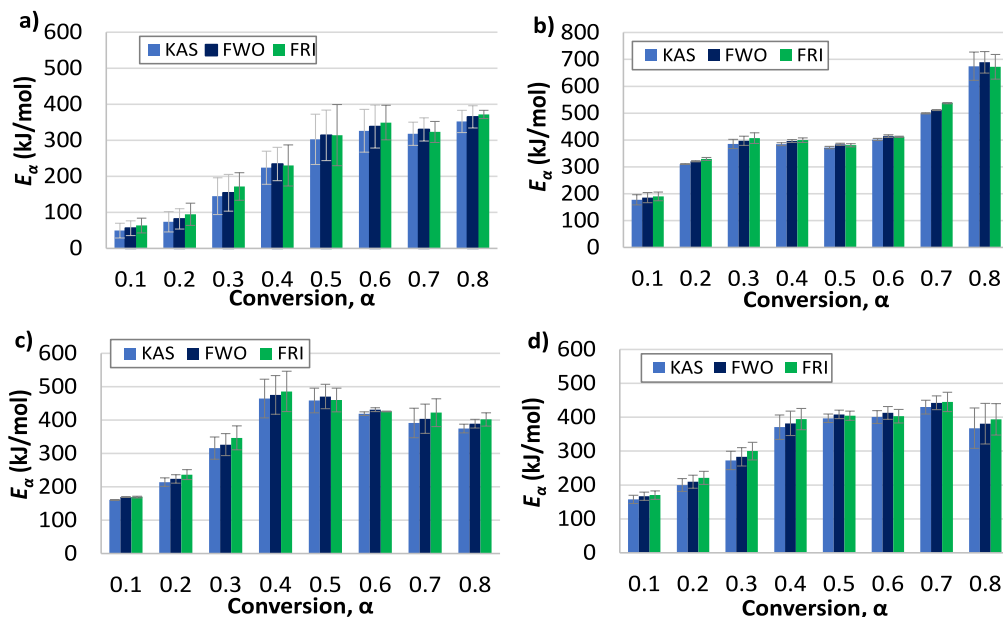 a)
KAS FWO FRI
600
500
400
300
200
100
0
Eα (kJ/mol)
0.1 0.2 0.3 0.4 0.5 0.6 0.7 0.8
Conversion, α
b)
KAS FWO FRI
800
700
600
500
400
300
200
100
0
Eα (kJ/mol)
0.1 0.2 0.3 0.4 0.5 0.6 0.7 0.8
Conversion, α
c)
KAS FWO FRI
600
500
400
300
200
100
0
Eα (kJ/mol)
0.1 0.2 0.3 0.4 0.5 0.6 0.7 0.8
Conversion, α
d)
KAS FWO FRI
600
500
400
300
200
100
0
Eα (kJ/mol)
0.1 0.2 0.3 0.4 0.5 0.6 0.7 0.8
Conversion, α